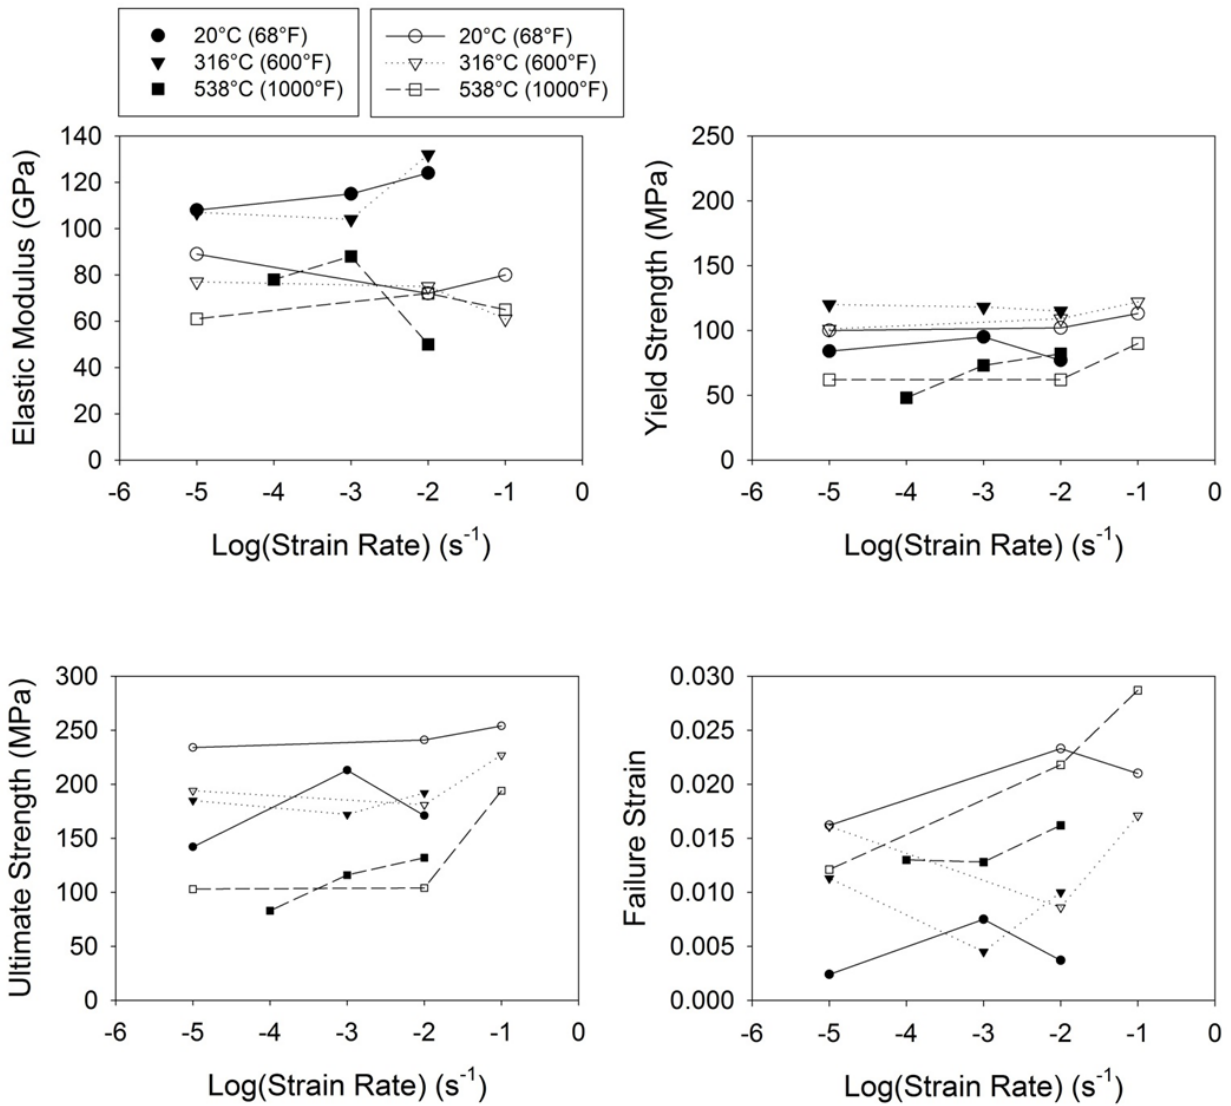 20°C (68°F)
316°C (600°F)
538°C (1000°F)
20°C (68°F)
316°C (600°F)
538°C (1000°F)
Elastic Modulus (GPa)
140
120
100
80
60
40
20
0
-6 -5 -4 -3 -2 -1 0
Log(Strain Rate) (s⁻¹)
Yield Strength (MPa)
250
200
150
100
50
0
-6 -5 -4 -3 -2 -1 0
Log(Strain Rate) (s⁻¹)
Ultimate Strength (MPa)
300
250
200
150
100
50
0
-6 -5 -4 -3 -2 -1 0
Log(Strain Rate) (s⁻¹)
Failure Strain
0.030
0.025
0.020
0.015
0.010
0.005
0.000
-6 -5 -4 -3 -2 -1 0
Log(Strain Rate) (s⁻¹)